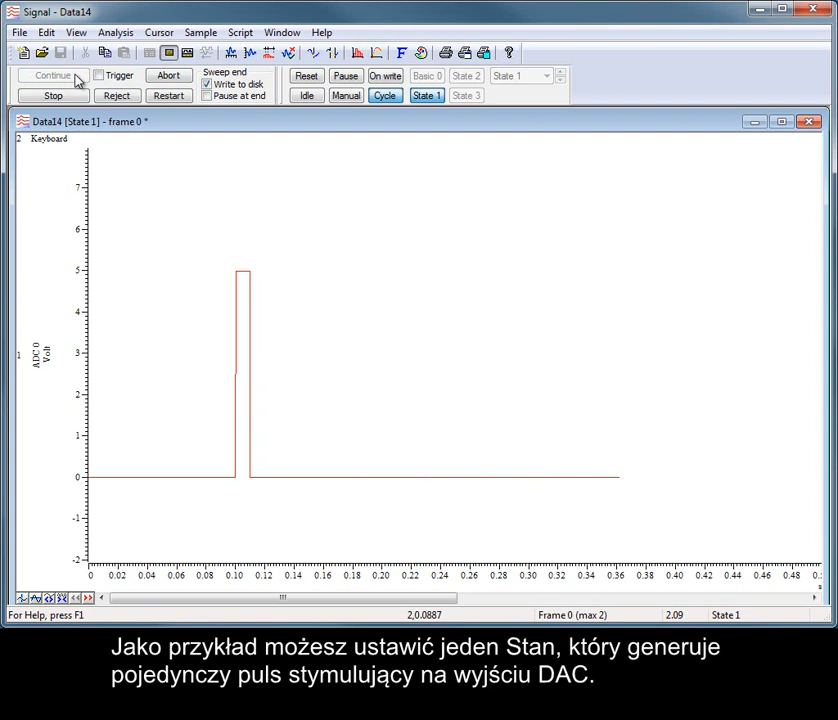 Signal - Data14
File Edit View Analysis Cursor Sample Script Window Help
Continue Trigger Abort Sweep end Reset Pause On write Basic 0 State 2 State 1
Write to disk
Stop Reject Restart Pause at end Idle Manual Cycle State 1 State 3
Data14 [State 1] - frame 0 *
2 Keyboard
7
6
5
4
3
1 ADC 0 Volt
2
1
0
-1
-2
0 0.02 0.04 0.06 0.08 0.10 0.12 0.14 0.16 0.18 0.20 0.22 0.24 0.26 0.28 0.30 0.32 0.34 0.36 0.38 0.40 0.42 0.44 0.46 0.48
For Help, press F1 2,0.0887 Frame 0 (max 2) 2.09 State 1
Jako przykład możesz ustawić jeden Stan, który generuje
pojedynczy puls stymulujący na wyjściu DAC.